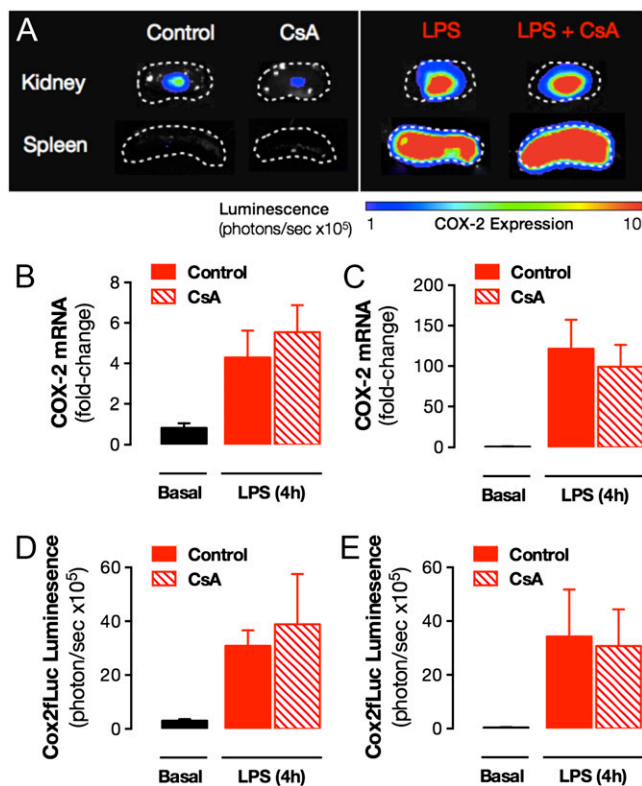 A
Control CsA LPS LPS + CsA
Kidney
Spleen
Luminescence
(photons/sec x10⁵)
1 COX-2 Expression 10
B
COX-2 mRNA
(fold-change)
8
6
4
2
0
Control
CsA
Basal LPS (4h)
C
COX-2 mRNA
(fold-change)
200
150
100
50
0
Control
CsA
Basal LPS (4h)
D
Cox2fLuc Luminesence
(photon/sec x10⁵)
60
40
20
0
Control
CsA
Basal LPS (4h)
E
Cox2fLuc Luminesence
(photon/sec x10⁵)
60
40
20
0
Control
CsA
Basal LPS (4h)